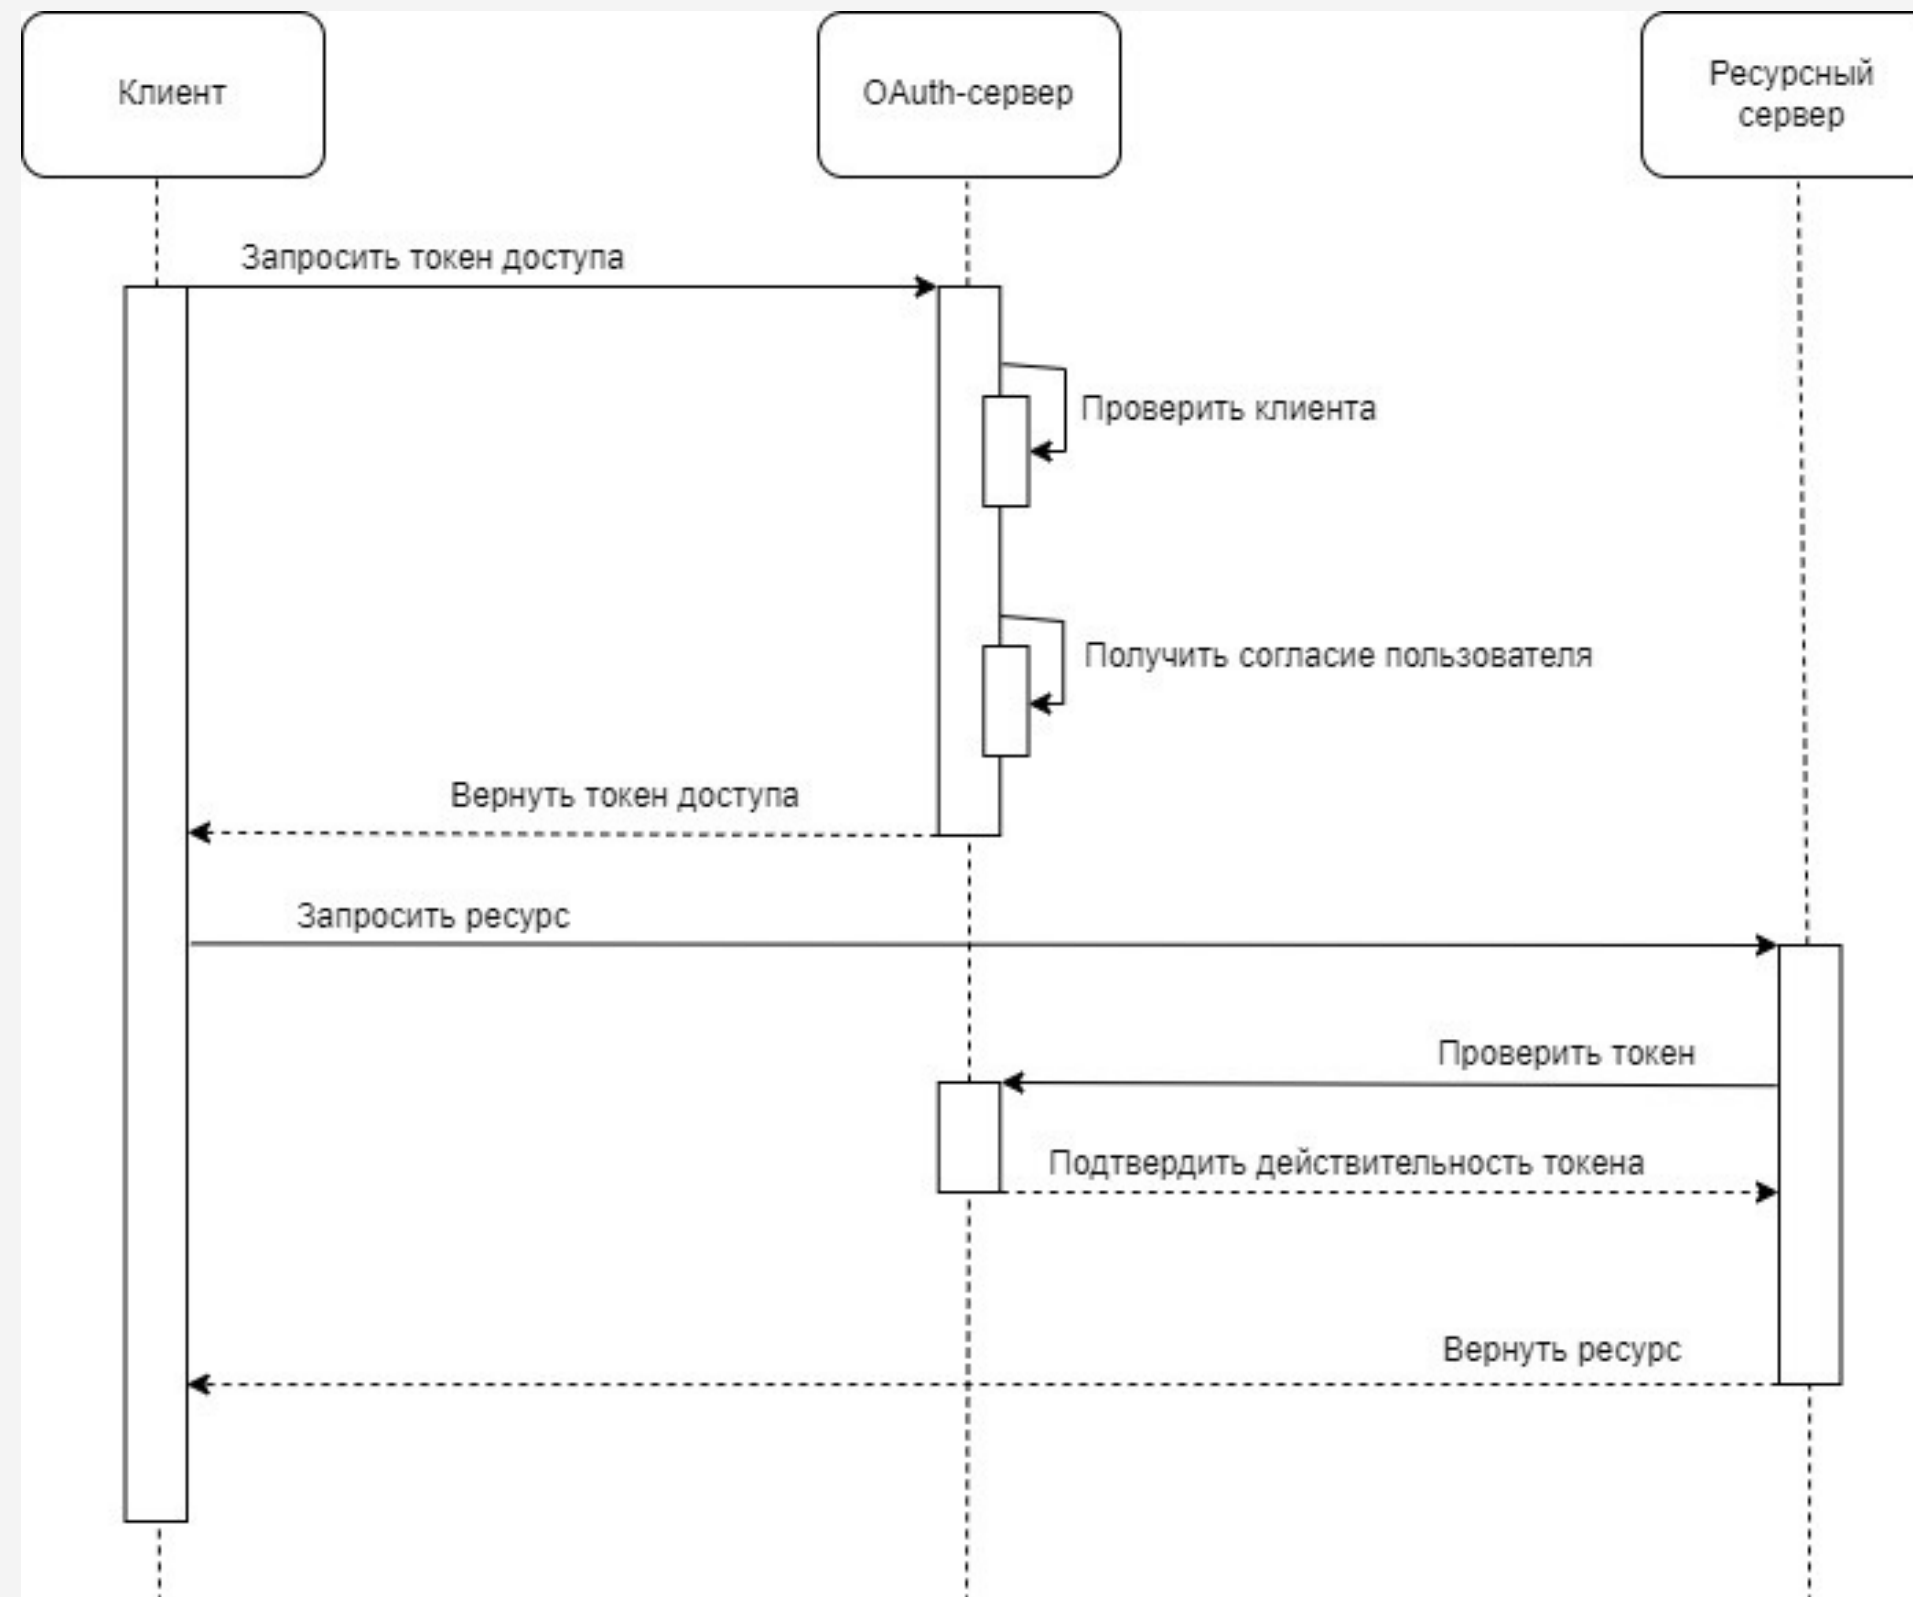 Клиент
OAuth-сервер
Ресурсный
сервер
Запросить токен доступа
Проверить клиента
Получить согласие пользователя
Вернуть токен доступа
Запросить ресурс
Проверить токен
Подтвердить действительность токена
Вернуть ресурс